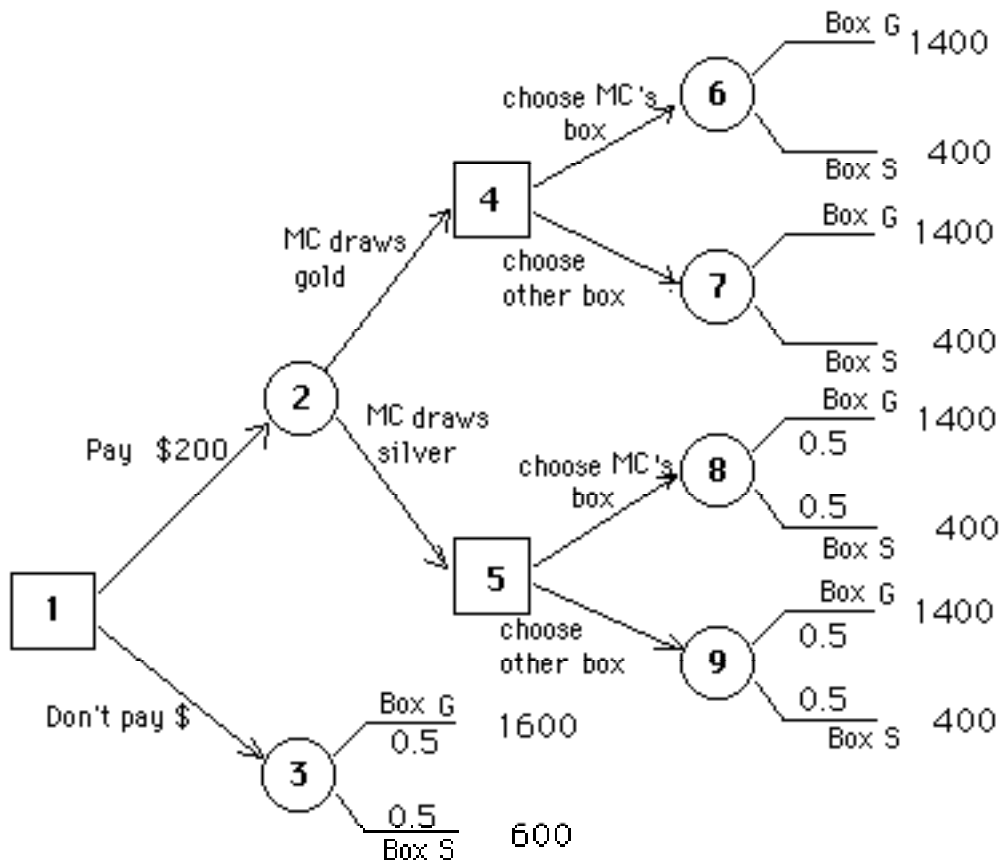 Box G
1400
6
choose MC's
box
400
Box S
4
Box G
1400
MC draws
gold
choose
other box
7
400
Box S
2
MC draws
silver
Box G
1400
0.5
Pay $200
choose MC's
box
8
0.5
400
Box S
5
Box G
1400
0.5
1
choose
other box
9
0.5
400
Box S
Don't pay $
Box G
1600
0.5
3
0.5
600
Box S